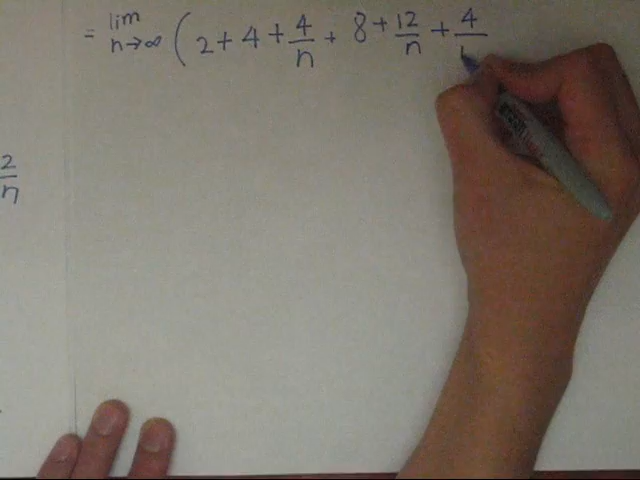 = lim n→∞ ( 2 + 4 + 4/n + 8 + 12/n + 4/
2/n